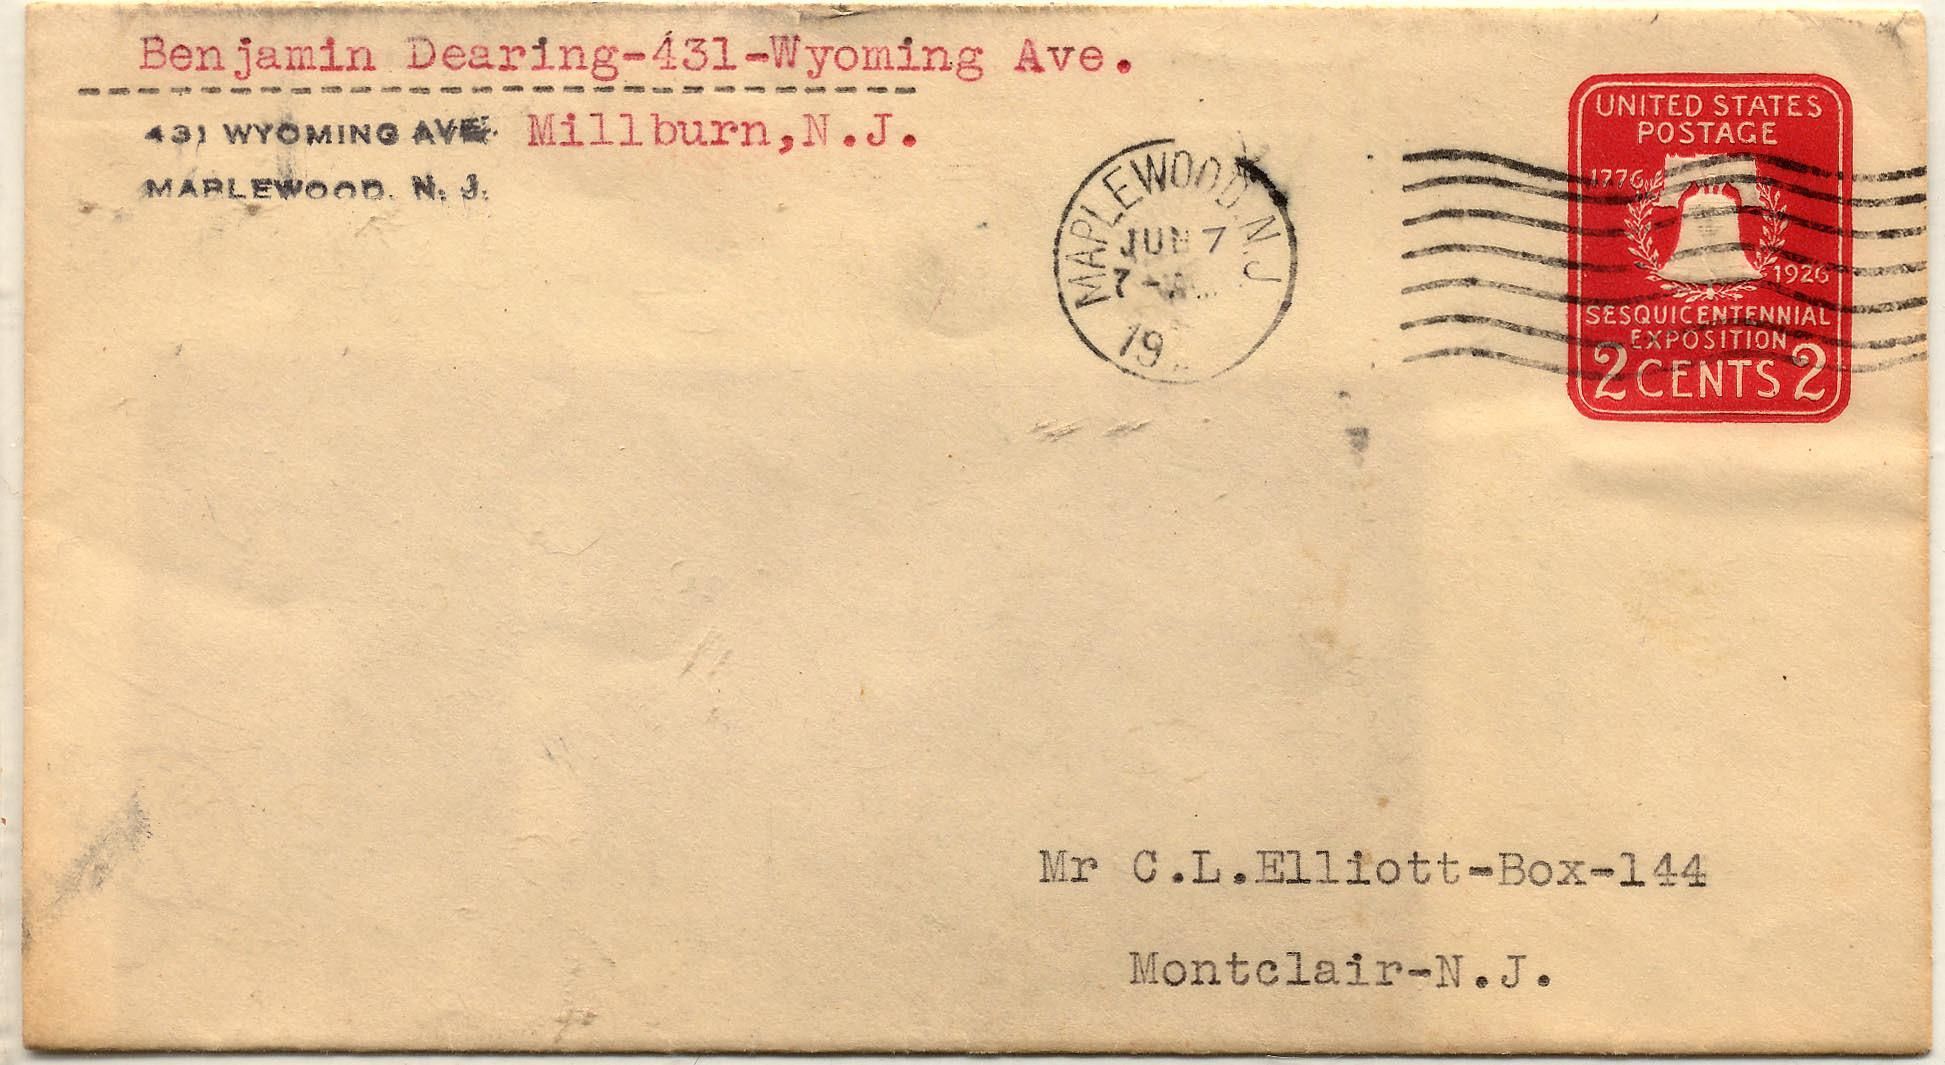 Benjamin Dearing-431-Wyoming Ave.
431 WYOMING AVE. Millburn,N.J.
MAPLEWOOD, N. J.
MAPLEWOOD, N.J.
JUN 7
7-
19
UNITED STATES
POSTAGE
1776
1926
SESQUICENTENNIAL
EXPOSITION
2 CENTS 2
Mr C.L.Elliott-Box-144
Montclair-N.J.